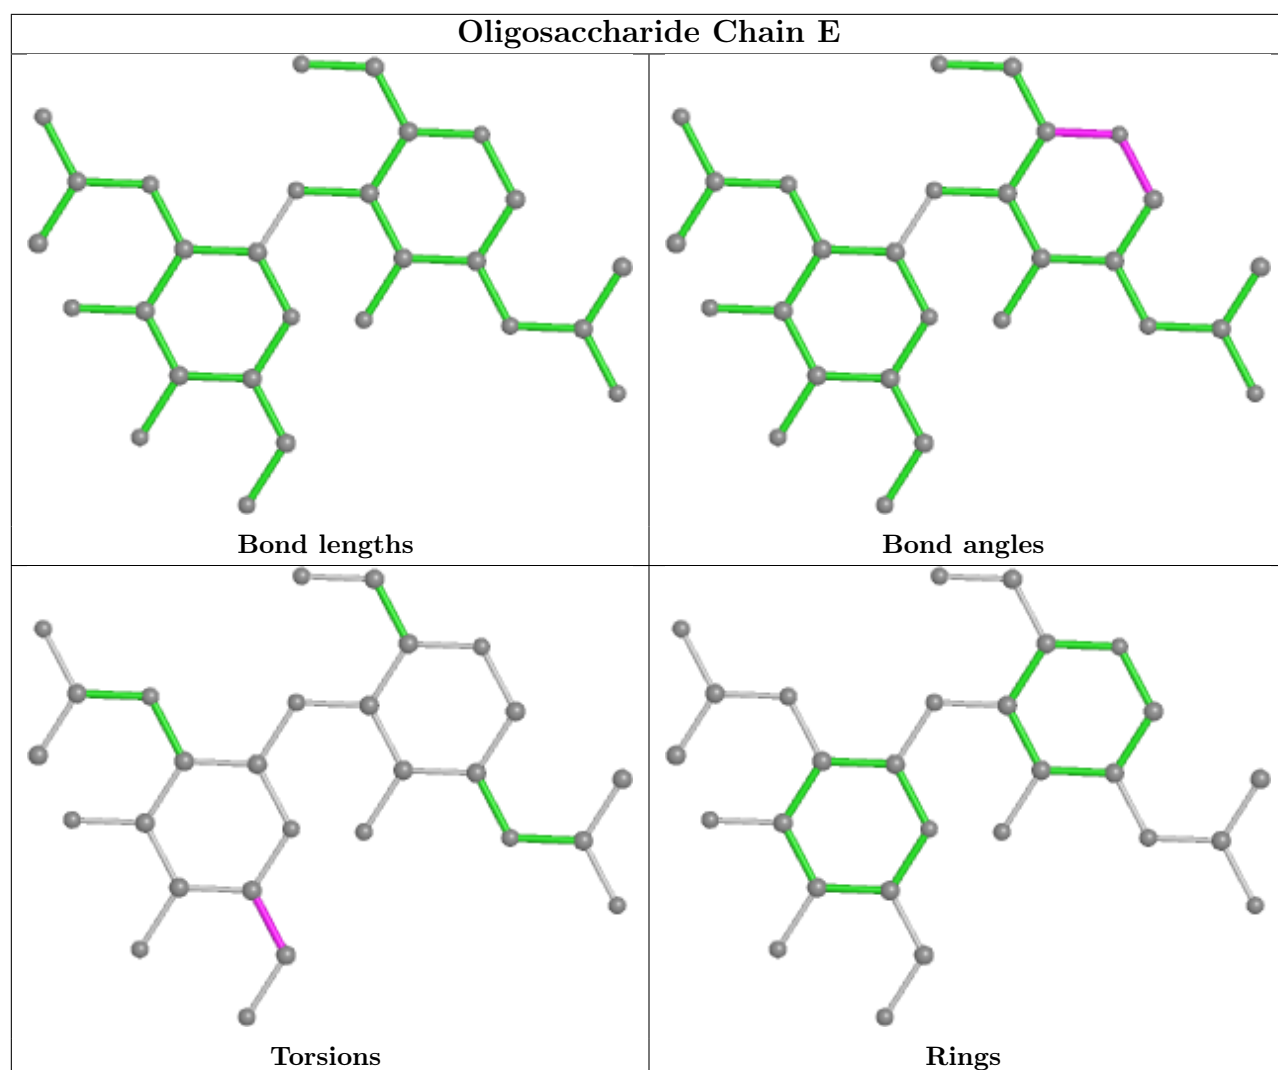 Oligosaccharide Chain E
Bond lengths
Bond angles
Torsions
Rings